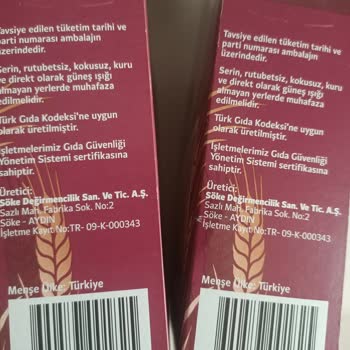 Tavsiye edilen tüketim tarihi ve
parti numarası ambalajın
üzerindedir.
Serin, rutubetsiz, kokusuz, kuru
ve direkt olarak güneş ışığı
almayan yerlerde muhafaza
edilmelidir.
Türk Gıda Kodeksi'ne uygun
olarak üretilmiştir.
İşletmelerimiz Gıda Güvenliği
Yönetim Sistemi sertifikasına
sahiptir.
Üretici:
Söke Değirmencilik San. Ve Tic. A.Ş.
Sazlı Mah. Fabrika Sok. No:2
Söke - AYDIN
İşletme Kayıt No:TR- 09-K-000343
Menşe Ülke: Türkiye
Tavsiye edilen tüketim tarihi ve
parti numarası ambalajın
üzerindedir.
Serin, rutubetsiz, kokusuz, kuru
ve direkt olarak güneş ışığı
almayan yerlerde muhafaza
edilmelidir.
Türk Gıda Kodeksi'ne uygun
olarak üretilmiştir.
İşletmelerimiz Gıda Güvenliği
Yönetim Sistemi sertifikasına
sahiptir.
Üretici:
Söke Değirmencilik San. Ve Tic. A.Ş.
Sazlı Mah. Fabrika Sok. No:2
Söke - AYDIN
İşletme Kayıt No:TR- 09-K-000343
Menşe Ülke: Türkiye